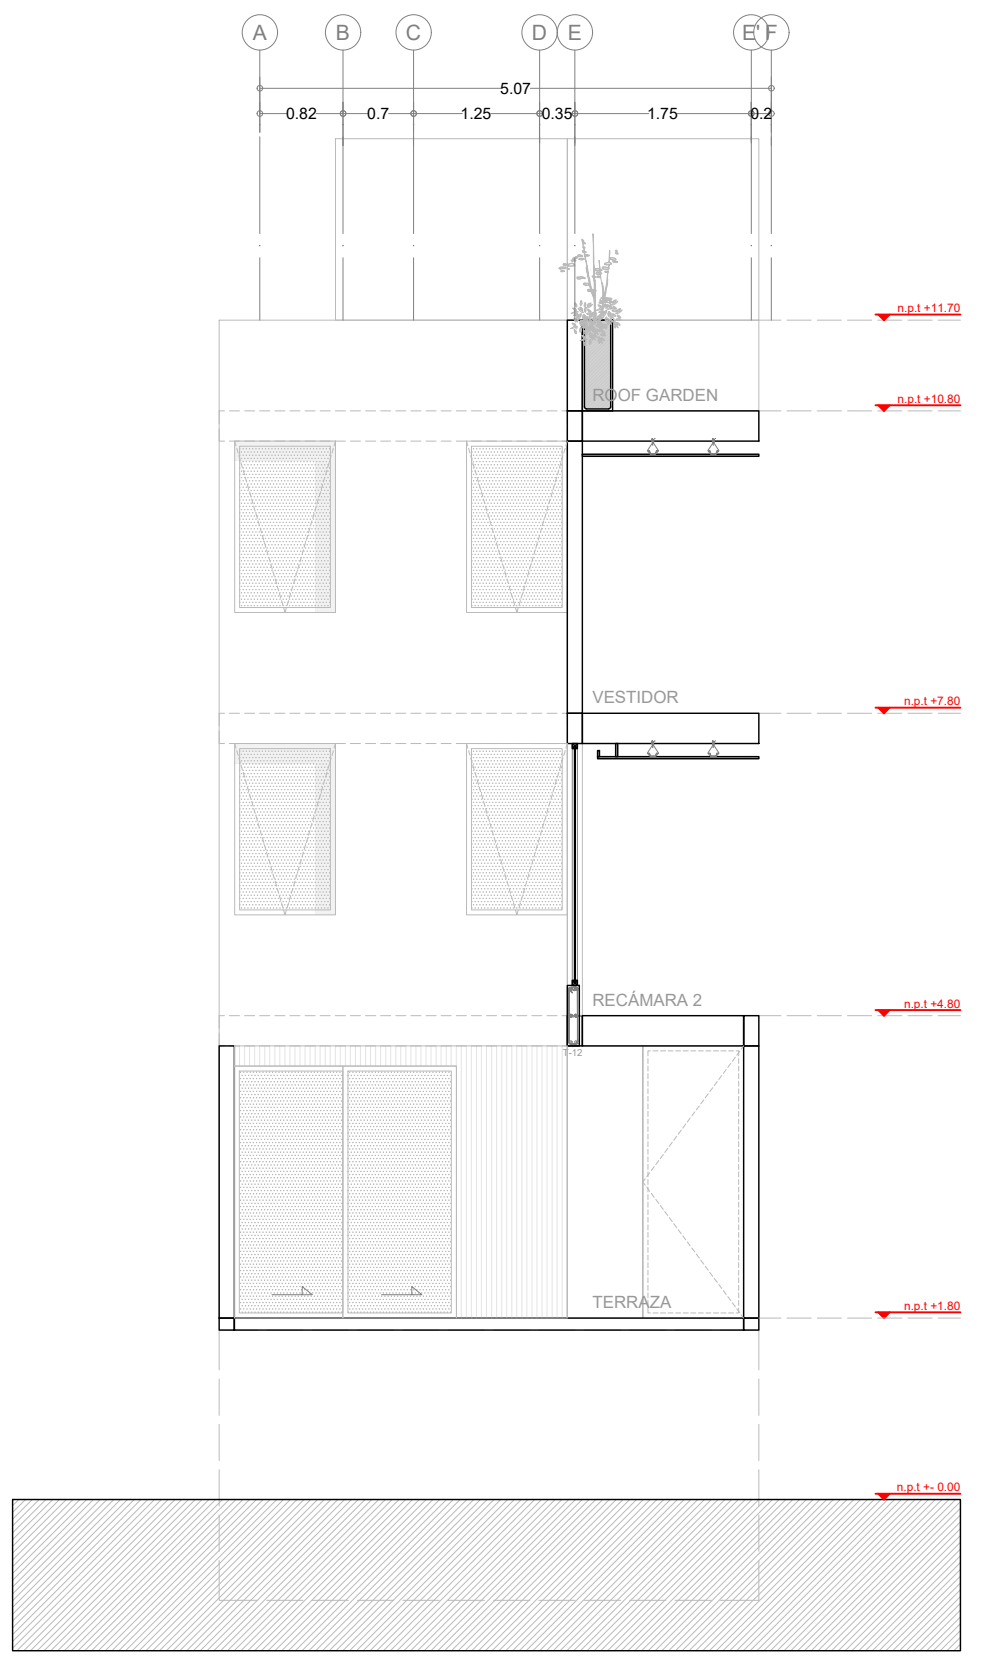 A B C D E E' F
5.07
0.82 0.7 1.25 0.35 1.75 0.2
n.p.t +11.70
ROOF GARDEN
n.p.t +10.80
VESTIDOR
n.p.t +7.80
RECÁMARA 2
n.p.t +4.80
T-12
TERRAZA
n.p.t +1.80
n.p.t +- 0.00